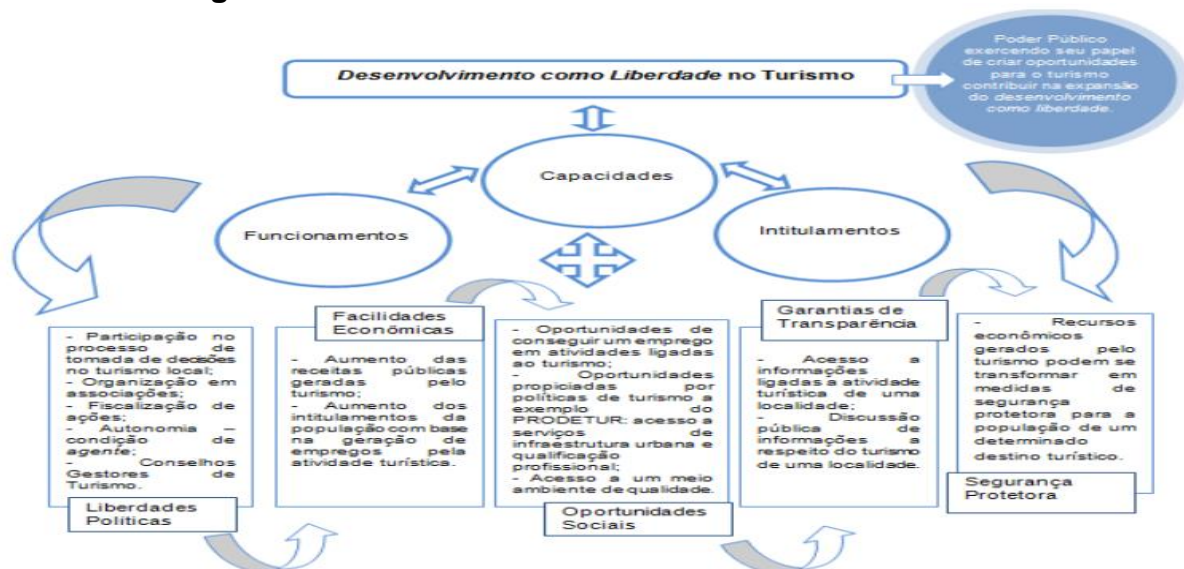 Desenvolvimento como Liberdade no Turismo
Poder Público
exercendo seu papel
de criar oportunidades
para o turismo
contribuir na expansão
do desenvolvimento
como liberdade.
Capacidades
Funcionamentos
Intitulamentos
- Participação no
processo de
tomada de decisões
no turismo local;
- Organização em
associações;
- Fiscalização de
ações;
- Autonomia –
condição de
agente;
- Conselhos
Gestores de
Turismo.
Liberdades
Políticas
Facilidades
Econômicas
- Aumento das
receitas públicas
geradas pelo
turismo;
- Aumento dos
intitulamentos da
população com base
na geração de
empregos pela
atividade turística.
- Oportunidades de
conseguir um emprego
em atividades ligadas
ao turismo;
- Oportunidades
propiciadas por
políticas de turismo a
exemplo do
PRODETUR: acesso a
serviços de
infraestrutura urbana e
qualificação
profissional;
- Acesso a um meio
ambiente de qualidade.
Oportunidades
Sociais
Garantias de
Transparência
- Acesso a
informações
ligadas a atividade
turística de uma
localidade;
- Discussão
pública de
informações a
respeito do turismo
de uma localidade.
- Recursos
econômicos
gerados pelo
turismo podem se
transformar em
medidas de
segurança
protetora para a
população de um
determinado
destino turístico.
Segurança
Protetora